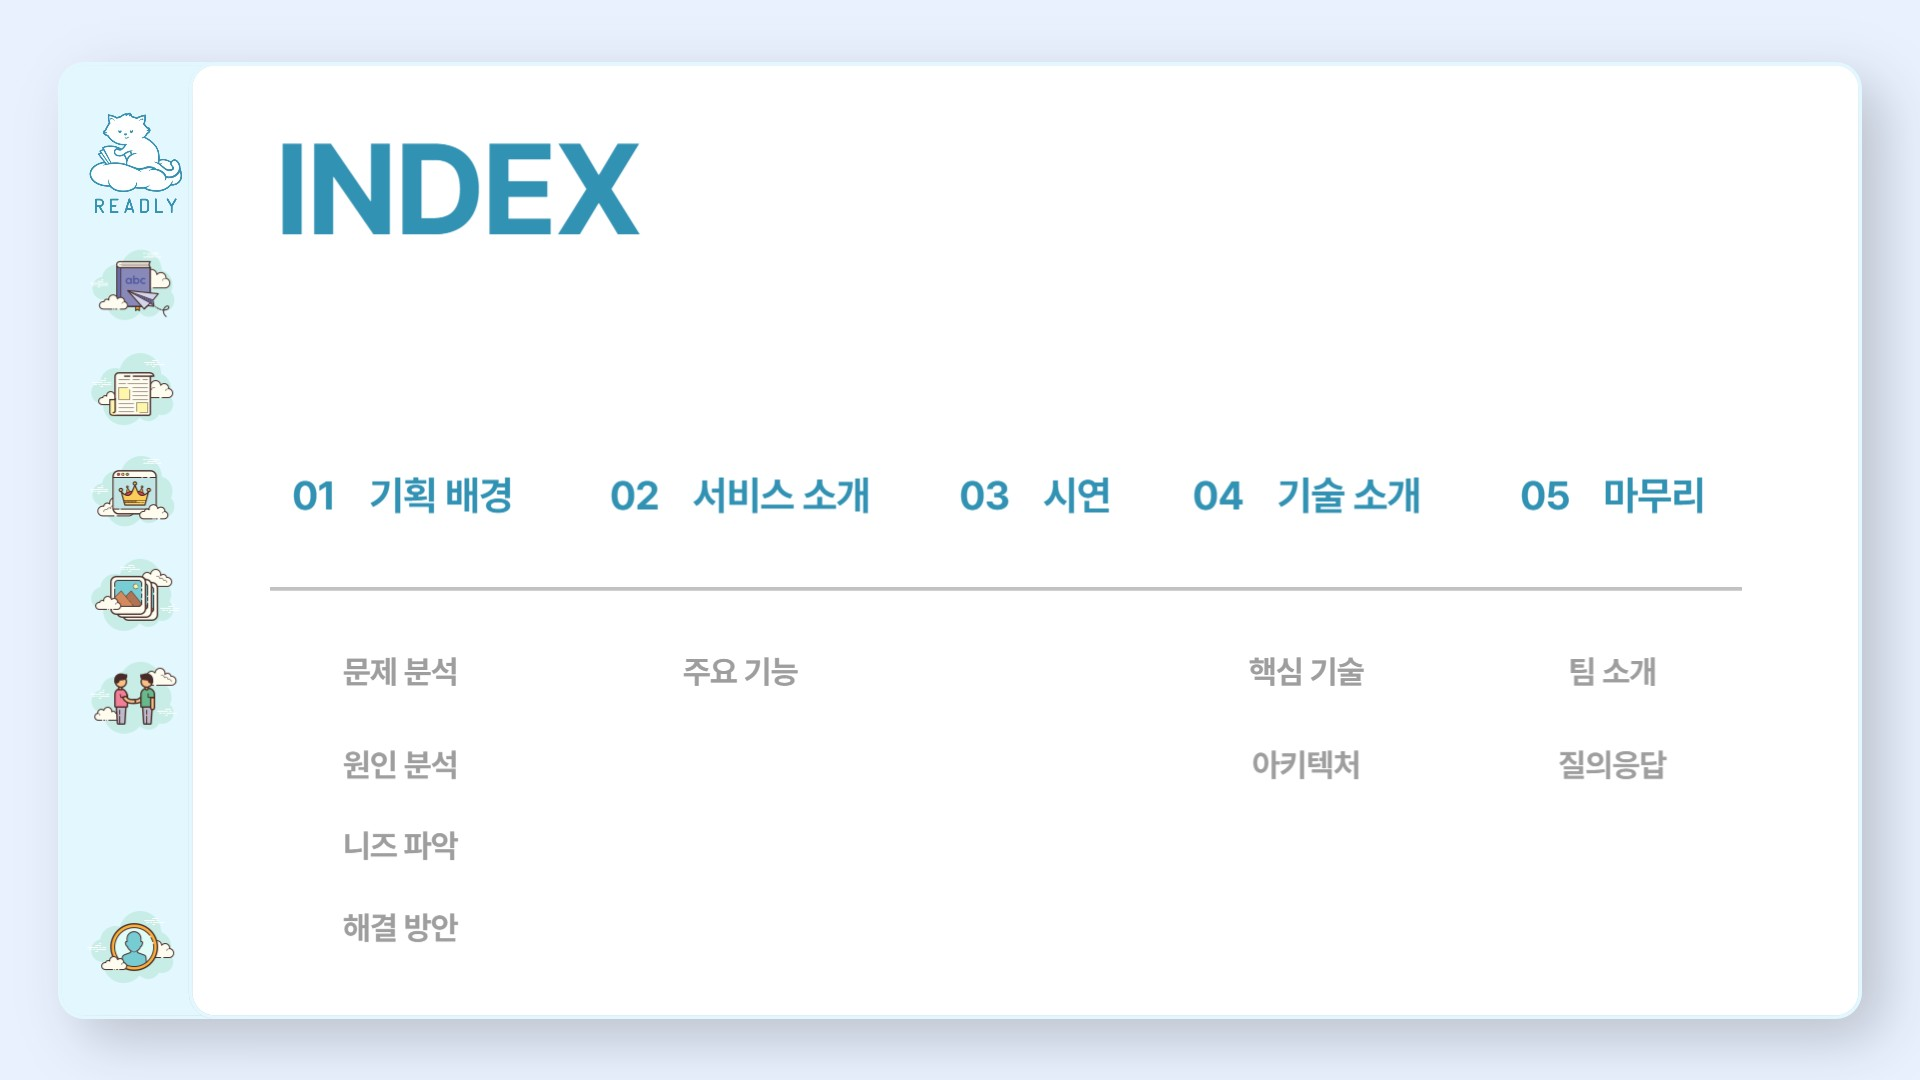 READLY
abc
INDEX
01 기획 배경
02 서비스 소개
03 시연
04 기술 소개
05 마무리
문제 분석
주요 기능
핵심 기술
팀 소개
원인 분석
아키텍처
질의응답
니즈 파악
해결 방안